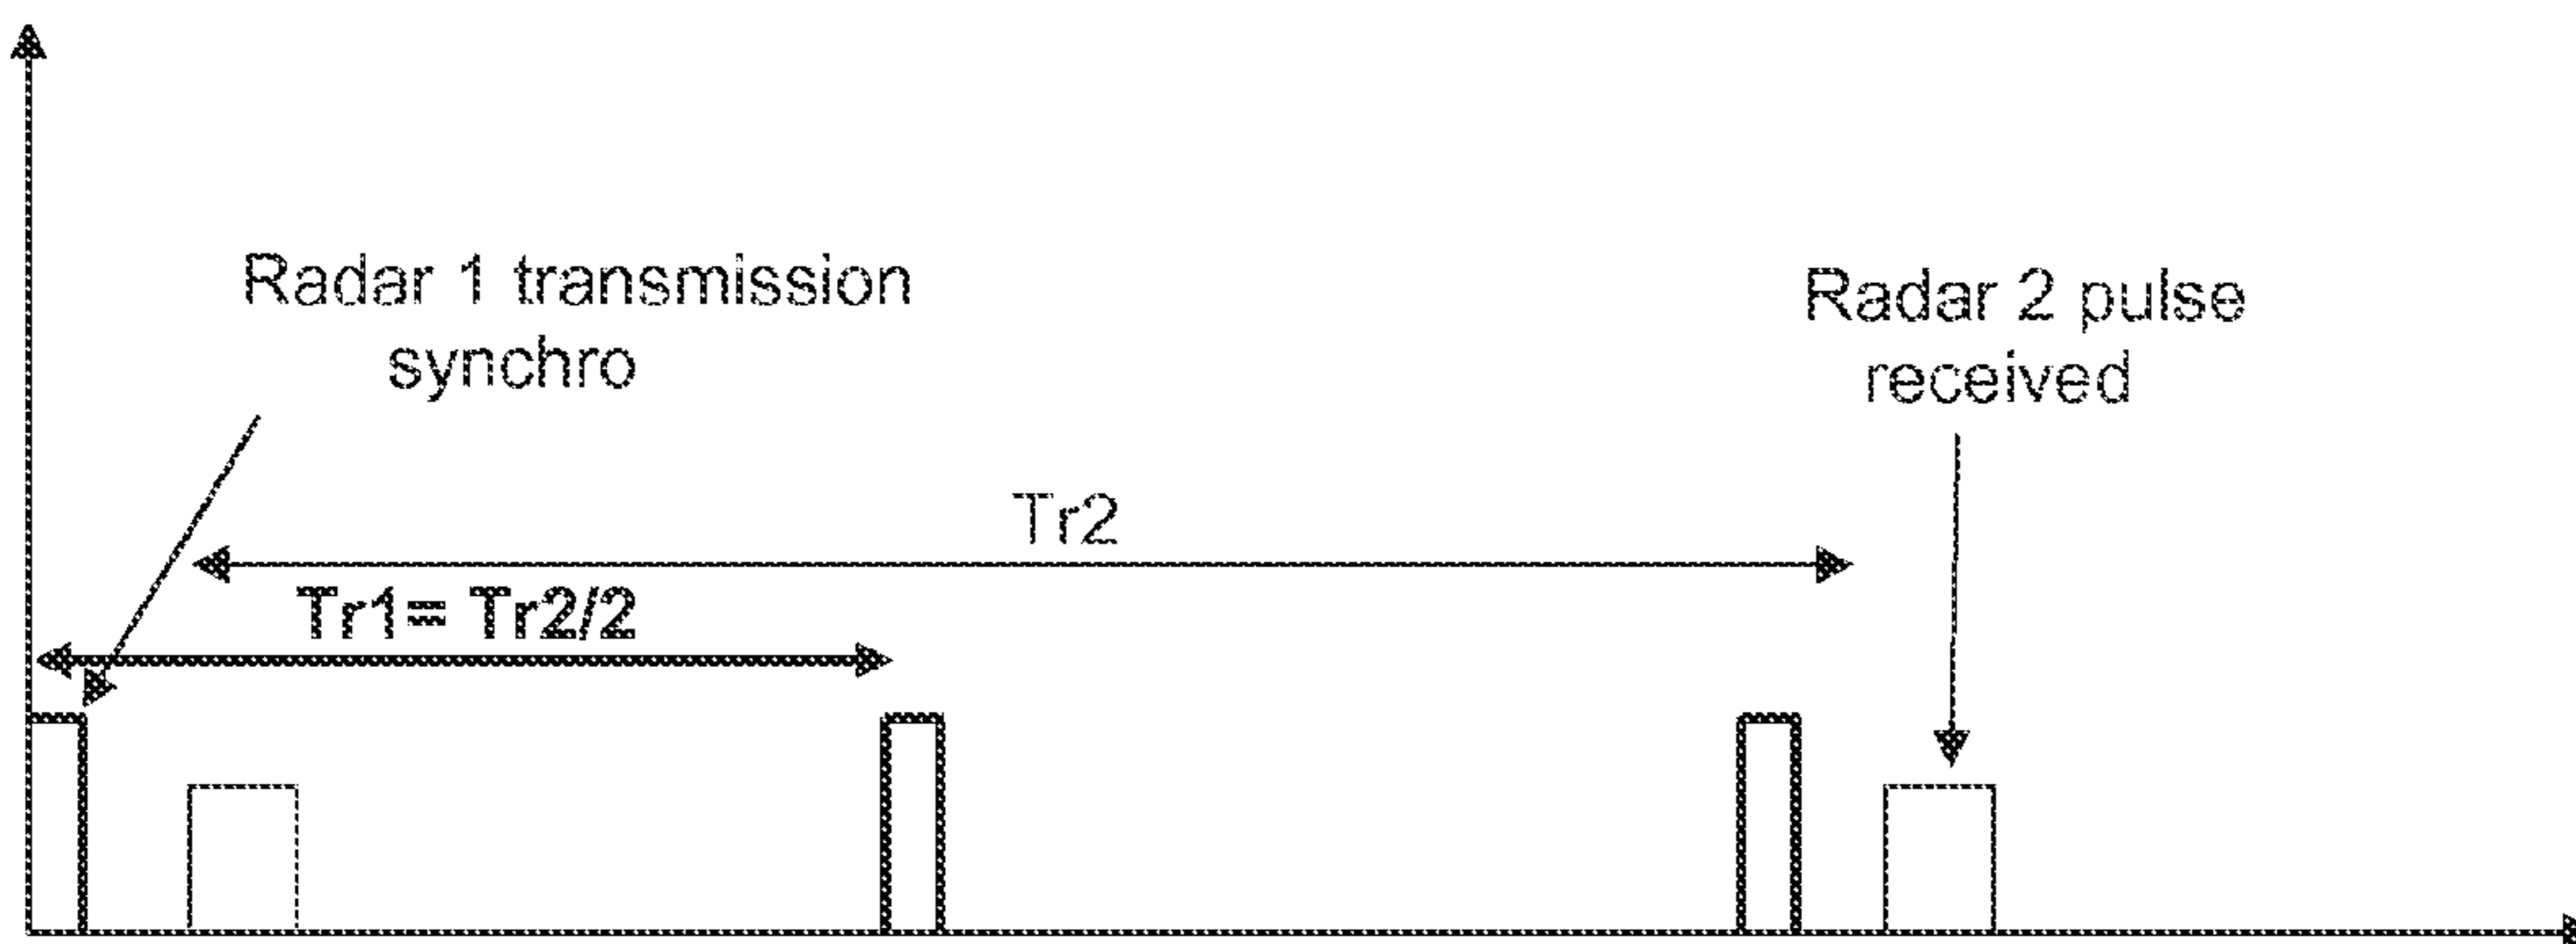 Radar 1 transmission
synchro
Radar 2 pulse
received
Tr2
Tr1= Tr2/2